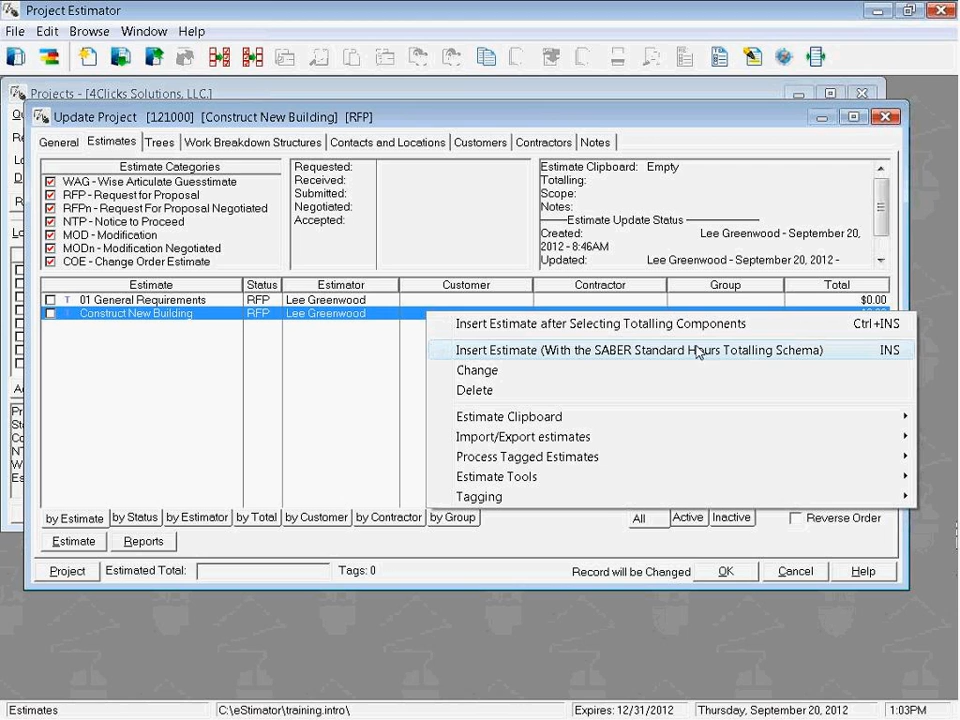 Project Estimator
File Edit Browse Window Help
Projects - [4Clicks Solutions, LLC.]
Update Project [121000] [Construct New Building] [RFP]
General Estimates Trees Work Breakdown Structures Contacts and Locations Customers Contractors Notes
Estimate Categories
WAG - Wise Articulate Guesstimate
RFP - Request for Proposal
RFPn - Request For Proposal Negotiated
NTP - Notice to Proceed
MOD - Modification
MODn - Modification Negotiated
COE - Change Order Estimate
Requested:
Received:
Submitted:
Negotiated:
Accepted:
Estimate Clipboard: Empty
Totalling:
Scope:
Notes:
Estimate Update Status
Created: Lee Greenwood - September 20,
2012 - 8:46AM
Updated: Lee Greenwood - September 20, 2012 -
Estimate Status Estimator Customer Contractor Group Total
T 01 General Requirements RFP Lee Greenwood $0.00
Construct New Building RFP Lee Greenwood
Insert Estimate after Selecting Totalling Components Ctrl+INS
Insert Estimate (With the SABER Standard Hours Totalling Schema) INS
Change
Delete
Estimate Clipboard
Import/Export estimates
Process Tagged Estimates
Estimate Tools
Tagging
by Estimate by Status by Estimator by Total by Customer by Contractor by Group All Active Inactive Reverse Order
Estimate Reports
Project Estimated Total: Tags: 0 Record will be Changed OK Cancel Help
Estimates C:\eStimator\training.intro\ Expires: 12/31/2012 Thursday, September 20, 2012 1:03PM